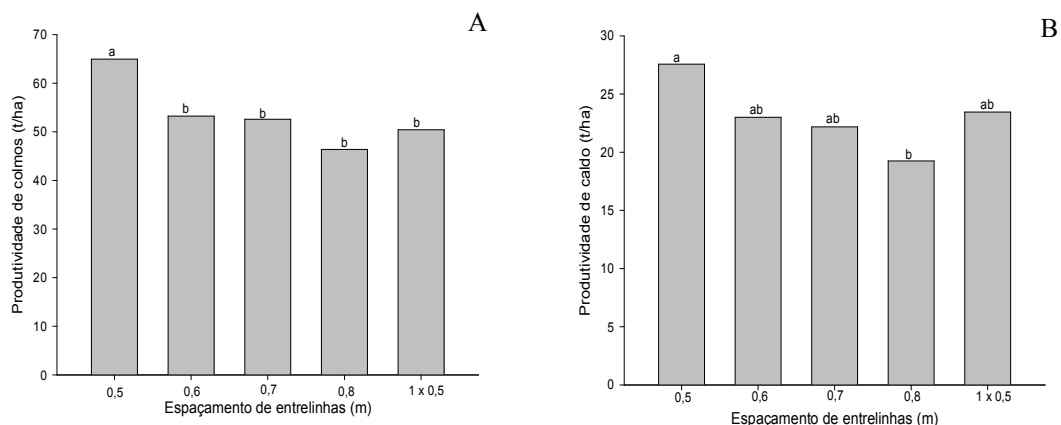 A
Produtividade de colmos (t/ha)
70
60
50
40
30
20
10
0
a
b
b
b
b
0,5
0,6
0,7
0,8
1 x 0,5
Espaçamento de entrelinhas (m)
B
Produtividade de caldo (t/ha)
30
25
20
15
10
5
0
a
ab
ab
b
ab
0,5
0,6
0,7
0,8
1 x 0,5
Espaçamento de entrelinhas (m)